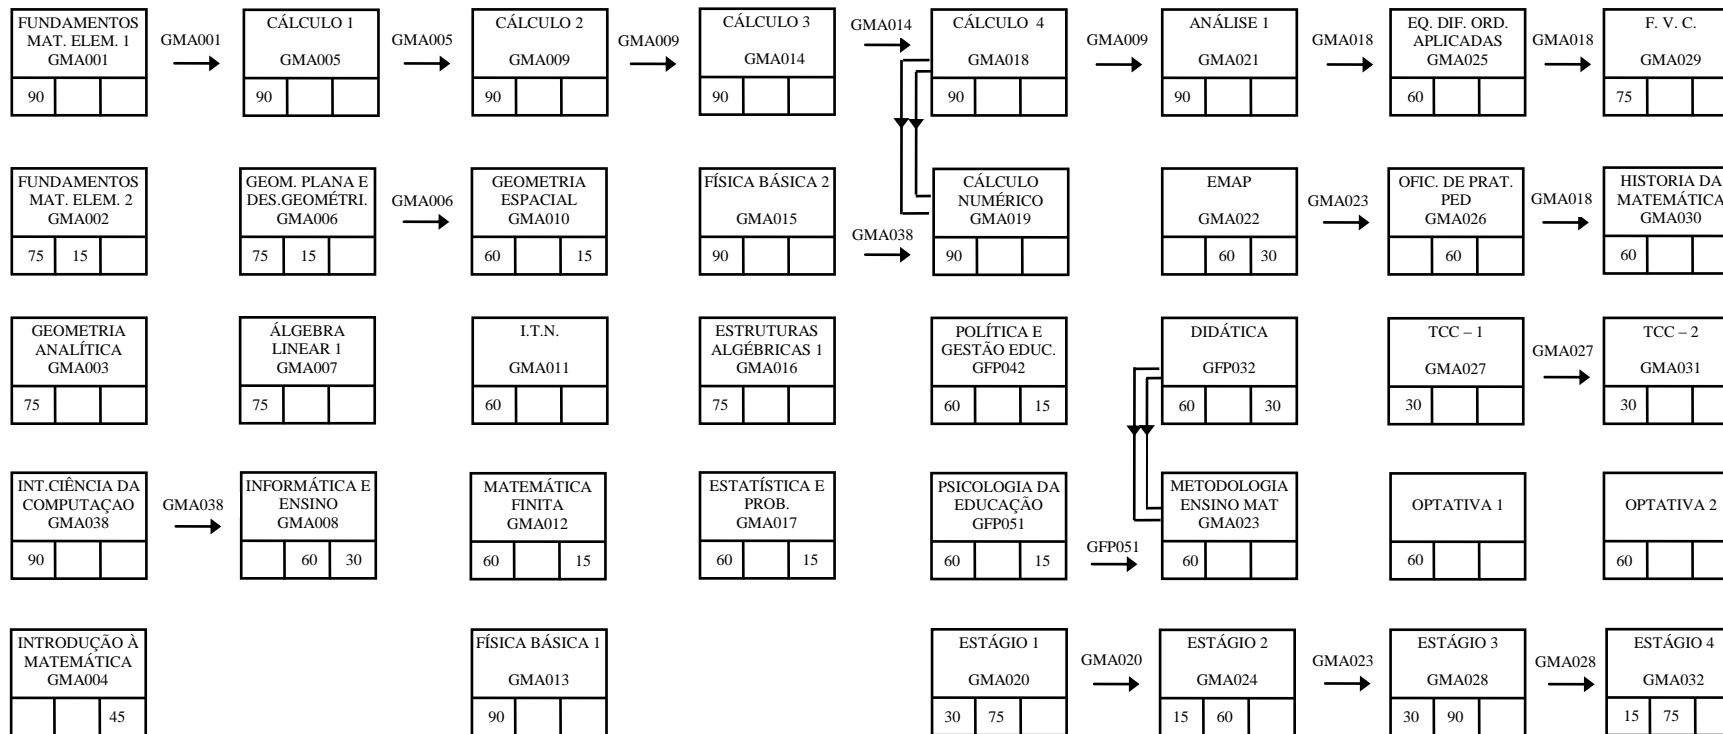 FUNDAMENTOS
MAT. ELEM. 1
GMA001
90
GMA001
CÁLCULO 1
GMA005
90
GMA005
CÁLCULO 2
GMA009
90
GMA009
CÁLCULO 3
GMA014
90
GMA014
CÁLCULO 4
GMA018
90
GMA009
ANÁLISE 1
GMA021
90
GMA018
EQ. DIF. ORD.
APLICADAS
GMA025
60
GMA018
F. V. C.
GMA029
75
FUNDAMENTOS
MAT. ELEM. 2
GMA002
75 15
GEOM. PLANA E
DES.GEOMÉTRI.
GMA006
75 15
GMA006
GEOMETRIA
ESPACIAL
GMA010
60 15
FÍSICA BÁSICA 2
GMA015
90
GMA038
CÁLCULO
NUMÉRICO
GMA019
90
EMAP
GMA022
60 30
GMA023
OFIC. DE PRAT.
PED
GMA026
60
GMA018
HISTORIA DA
MATEMÁTICA
GMA030
60
GEOMETRIA
ANALÍTICA
GMA003
75
ÁLGEBRA
LINEAR 1
GMA007
75
I.T.N.
GMA011
60
ESTRUTURAS
ALGÉBRICAS 1
GMA016
75
POLÍTICA E
GESTÃO EDUC.
GFP042
60 15
DIDÁTICA
GFP032
60 30
TCC – 1
GMA027
30
GMA027
TCC – 2
GMA031
30
INT.CIÊNCIA DA
COMPUTAÇAO
GMA038
90
GMA038
INFORMÁTICA E
ENSINO
GMA008
60 30
MATEMÁTICA
FINITA
GMA012
60 15
ESTATÍSTICA E
PROB.
GMA017
60 15
PSICOLOGIA DA
EDUCAÇÃO
GFP051
60 15
GFP051
METODOLOGIA
ENSINO MAT
GMA023
60
OPTATIVA 1
60
OPTATIVA 2
60
INTRODUÇÃO À
MATEMÁTICA
GMA004
45
FÍSICA BÁSICA 1
GMA013
90
ESTÁGIO 1
GMA020
30 75
GMA020
ESTÁGIO 2
GMA024
15 60
GMA023
ESTÁGIO 3
GMA028
30 90
GMA028
ESTÁGIO 4
GMA032
15 75